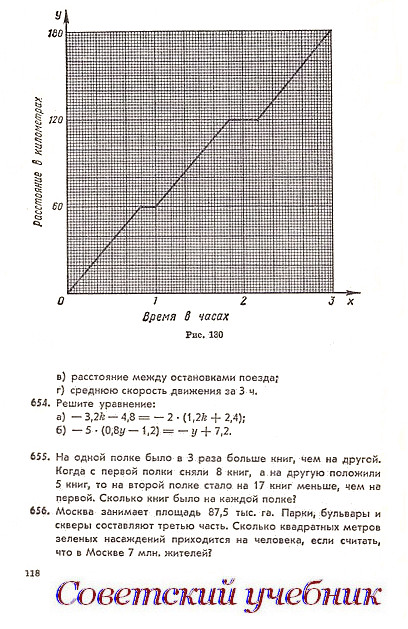 y
180
120
60
Расстояние в километрах
0 1 2 3 x
Время в часах
Рис. 130
в) расстояние между остановками поезда;
г) среднюю скорость движения за 3 ч.
654. Решите уравнение:
а) — 3,2k — 4,8 = — 2 · (1,2k + 2,4);
б) — 5 · (0,8y — 1,2) = — y + 7,2.
655. На одной полке было в 3 раза больше книг, чем на другой.
Когда с первой полки сняли 8 книг, а на другую положили
5 книг, то на второй полке стало на 17 книг меньше, чем на
первой. Сколько книг было на каждой полке?
656. Москва занимает площадь 87,5 тыс. га. Парки, бульвары и
скверы составляют третью часть. Сколько квадратных метров
зеленых насаждений приходится на человека, если считать,
что в Москве 7 млн. жителей?
118
Советский учебник